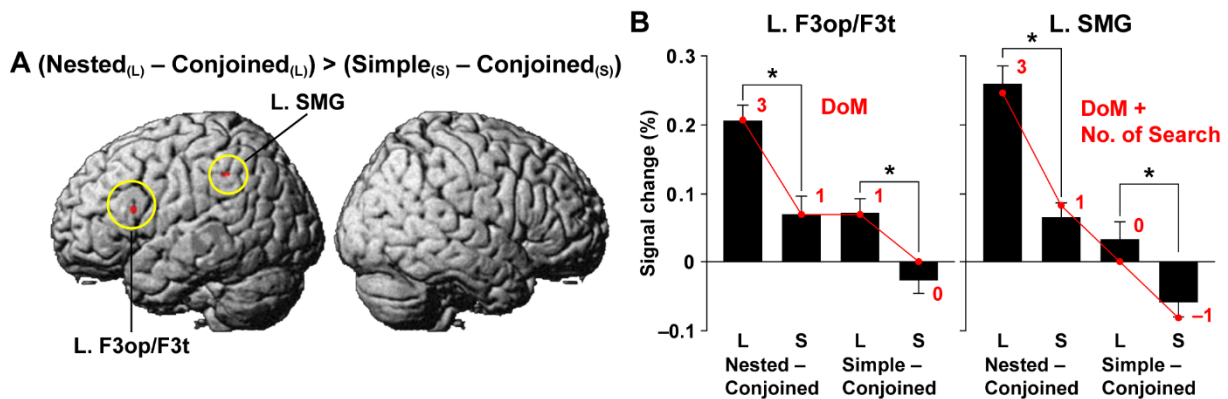 A (Nested(L) – Conjoined(L)) > (Simple(S) – Conjoined(S))
L. SMG
L. F3op/F3t
B
L. F3op/F3t
L. SMG
Signal change (%)
0.3
0.2
0.1
0
–0.1
*
3
DoM
1
1
*
0
*
3
DoM +
No. of Search
1
0
*
–1
L S L S
Nested – Simple –
Conjoined Conjoined
L S L S
Nested – Simple –
Conjoined Conjoined